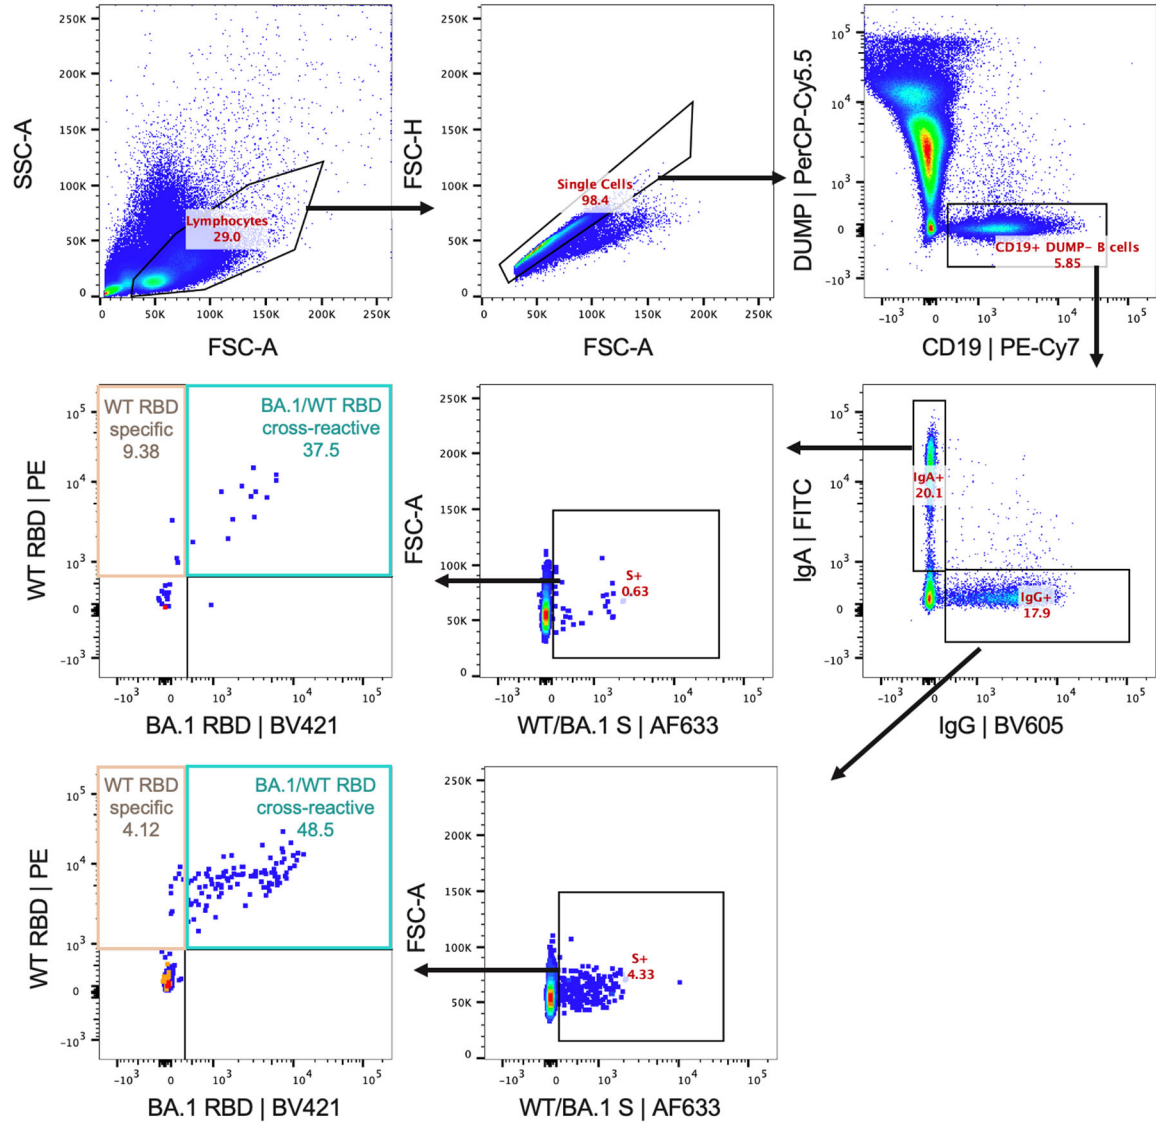 250K
200K
150K
100K
50K
0
SSC-A
Lymphocytes
29.0
0
50K
100K
150K
200K
250K
FSC-A
250K
200K
150K
100K
50K
0
FSC-H
Single Cells
98.4
0
50K
100K
150K
200K
250K
FSC-A
10^5
10^4
10^3
0
-10^3
DUMP | PerCP-Cy5.5
CD19+ DUMP- B cells
5.85
-10^3
0
10^3
10^4
10^5
CD19 | PE-Cy7
10^5
10^4
10^3
0
-10^3
WT RBD | PE
WT RBD
specific
9.38
BA.1/WT RBD
cross-reactive
37.5
-10^3
0
10^3
10^4
10^5
BA.1 RBD | BV421
250K
200K
150K
100K
50K
0
FSC-A
S+
0.63
-10^3
0
10^3
10^4
10^5
WT/BA.1 S | AF633
10^5
10^4
10^3
0
-10^3
IgA | FITC
IgA+
20.1
IgG+
17.9
-10^3
0
10^3
10^4
10^5
IgG | BV605
10^5
10^4
10^3
0
-10^3
WT RBD | PE
WT RBD
specific
4.12
BA.1/WT RBD
cross-reactive
48.5
-10^3
0
10^3
10^4
10^5
BA.1 RBD | BV421
250K
200K
150K
100K
50K
0
FSC-A
S+
4.33
-10^3
0
10^3
10^4
10^5
WT/BA.1 S | AF633